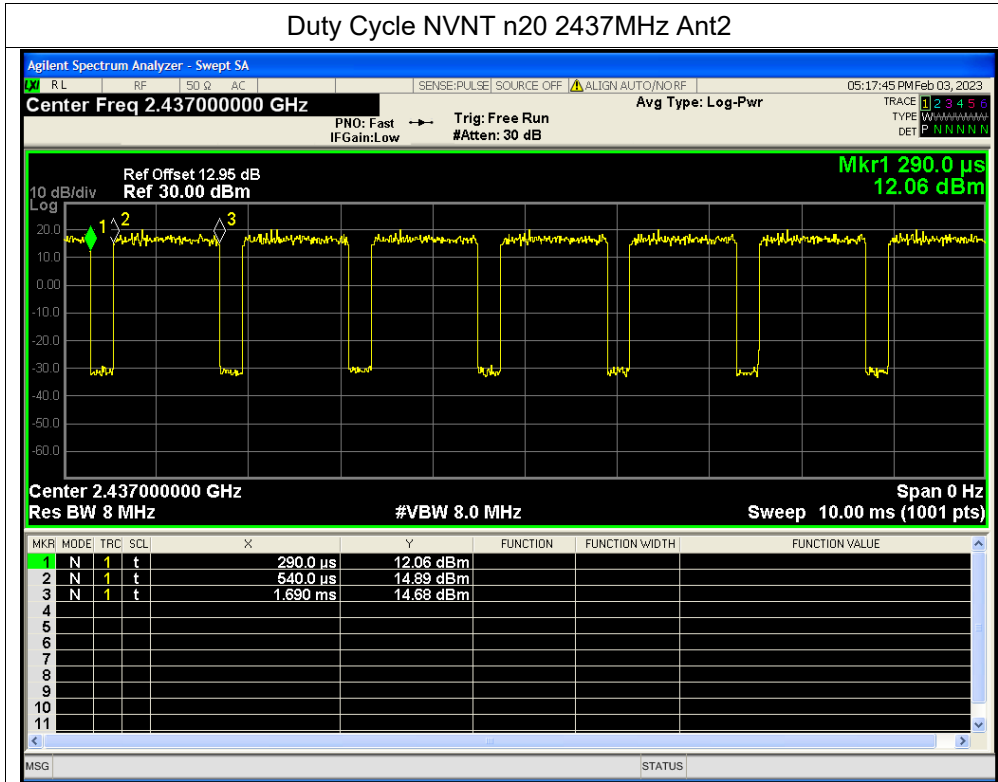 Duty Cycle NVNT n20 2437MHz Ant2
Agilent Spectrum Analyzer - Swept SA
LXI RL RF 50 Ω AC SENSE:PULSE SOURCE OFF ALIGN AUTO/NO RF 05:17:45 PM Feb 03, 2023
Center Freq 2.437000000 GHz Avg Type: Log-Pwr TRACE 1 2 3 4 5 6
PNO: Fast Trig: Free Run TYPE WWWWWW
IFGain:Low #Atten: 30 dB DET P N N N N N
Mkr1 290.0 µs
Ref Offset 12.95 dB
10 dB/div Ref 30.00 dBm 12.06 dBm
Log
1 2 3
20.0
10.0
0.00
-10.0
-20.0
-30.0
-40.0
-50.0
-60.0
Center 2.437000000 GHz Span 0 Hz
Res BW 8 MHz #VBW 8.0 MHz Sweep 10.00 ms (1001 pts)
MKR MODE TRC SCL X Y FUNCTION FUNCTION WIDTH FUNCTION VALUE
1 N 1 t 290.0 µs 12.06 dBm
2 N 1 t 540.0 µs 14.89 dBm
3 N 1 t 1.690 ms 14.68 dBm
4
5
6
7
8
9
10
11
MSG STATUS